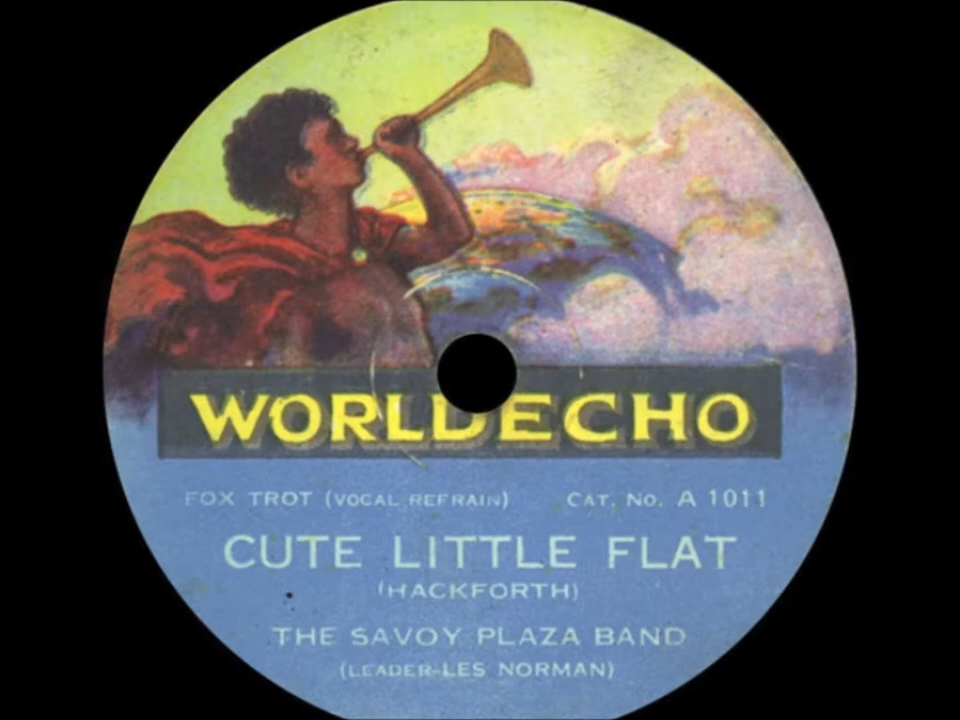 WORLDECHO
FOX TROT (VOCAL REFRAIN) CAT. No. A 1011
CUTE LITTLE FLAT
(HACKFORTH)
THE SAVOY PLAZA BAND
(LEADER-LES NORMAN)